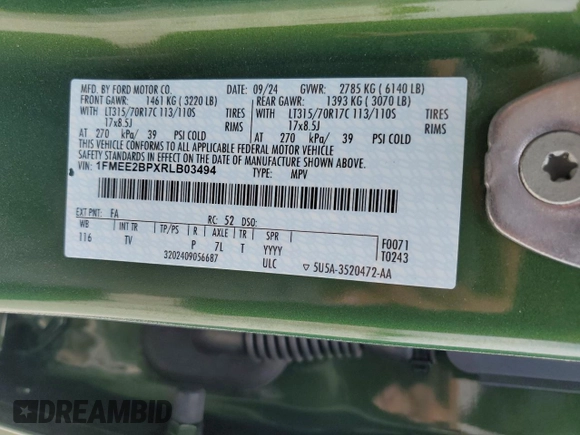 MFD. BY FORD MOTOR CO.
DATE: 09/24 GVWR: 2785 KG ( 6140 LB)
FRONT GAWR: 1461 KG ( 3220 LB) REAR GAWR: 1393 KG ( 3070 LB)
WITH LT315/70R17C 113/110S TIRES WITH LT315/70R17C 113/110S TIRES
17x8.5J RIMS 17x8.5J RIMS
AT 270 kPa/ 39 PSI COLD AT 270 kPa/ 39 PSI COLD
THIS VEHICLE CONFORMS TO ALL APPLICABLE FEDERAL MOTOR VEHICLE
SAFETY STANDARDS IN EFFECT ON THE DATE OF MANUFACTURE SHOWN ABOVE.
VIN: 1FMEE2BPXRLB03494 TYPE: MPV
EXT PNT: FA RC: 52 DSO:
WB INT TR TP/PS R AXLE TR SPR F0071
116 TV P 7L T YYYY T0243
3202409056687 ULC ▽ 5U5A-3520472-AA
DREAMBID